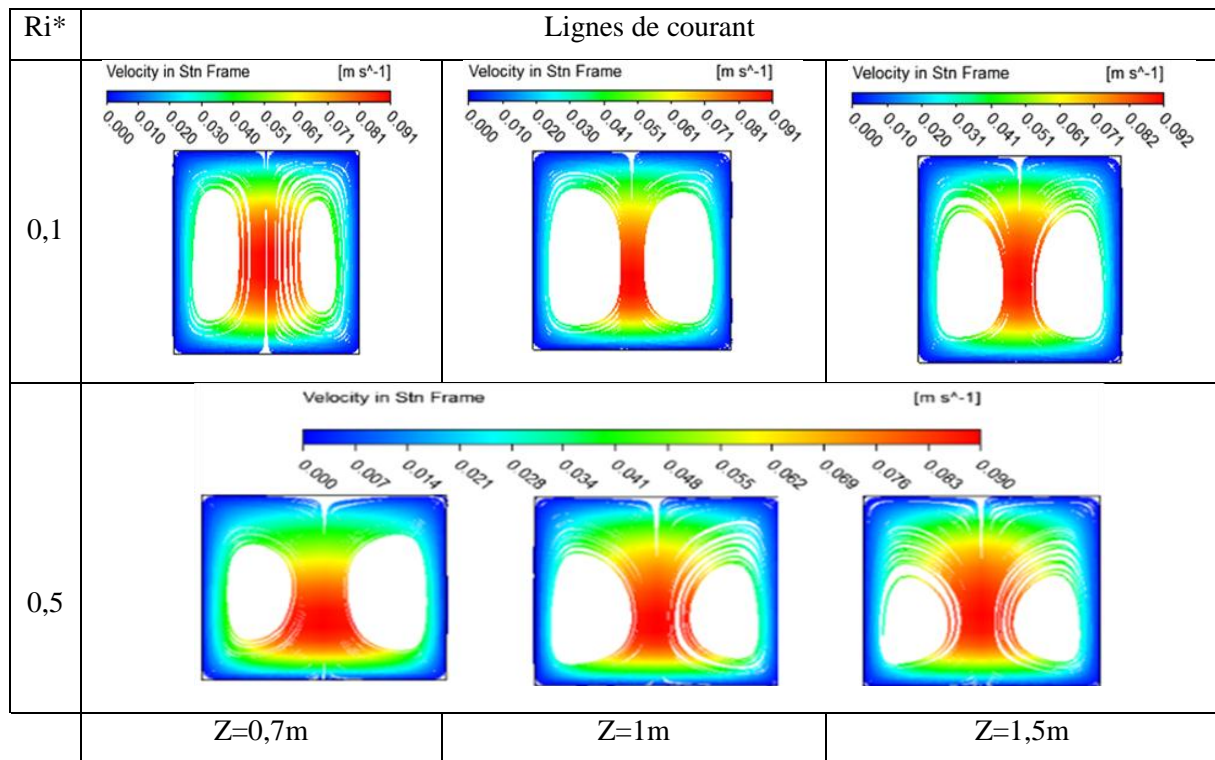 Ri*
Lignes de courant
0,1
Velocity in Stn Frame [m s^-1]
0.000 0.010 0.020 0.030 0.040 0.051 0.061 0.071 0.081 0.091
Velocity in Stn Frame [m s^-1]
0.000 0.010 0.020 0.030 0.041 0.051 0.061 0.071 0.081 0.091
Velocity in Stn Frame [m s^-1]
0.000 0.010 0.020 0.031 0.041 0.051 0.061 0.071 0.082 0.092
0,5
Velocity in Stn Frame [m s^-1]
0.000 0.007 0.014 0.021 0.028 0.034 0.041 0.048 0.055 0.062 0.069 0.076 0.083 0.090
Z=0,7m
Z=1m
Z=1,5m